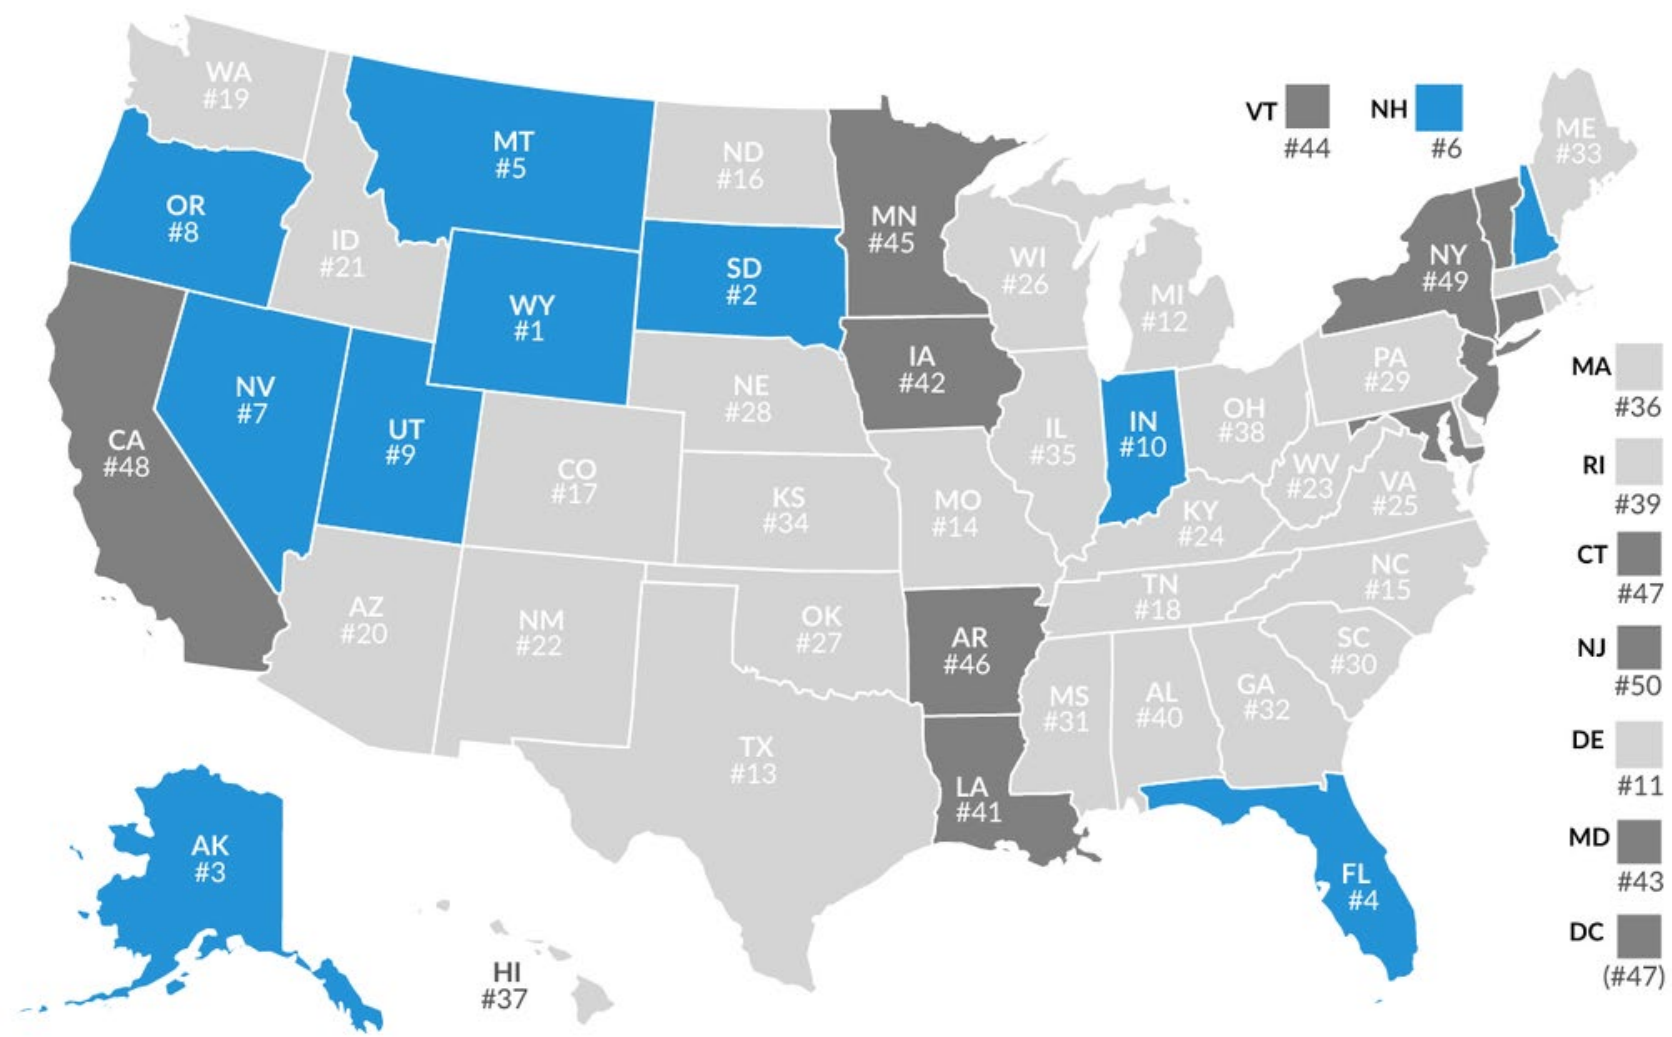 WA
#19
MT
#5
ND
#16
VT
#44
NH
#6
ME
#33
OR
#8
ID
#21
MN
#45
WI
#26
SD
#2
WY
#1
MI
#12
NY
#49
NV
#7
UT
#9
NE
#28
IA
#42
PA
#29
MA
#36
CA
#48
CO
#17
KS
#34
MO
#14
IL
#35
IN
#10
OH
#38
WV
#23
VA
#25
KY
#24
RI
#39
CT
#47
AZ
#20
NM
#22
OK
#27
AR
#46
TN
#18
NC
#15
SC
#30
NJ
#50
TX
#13
LA
#41
MS
#31
AL
#40
GA
#32
DE
#11
AK
#3
HI
#37
FL
#4
MD
#43
DC
(#47)